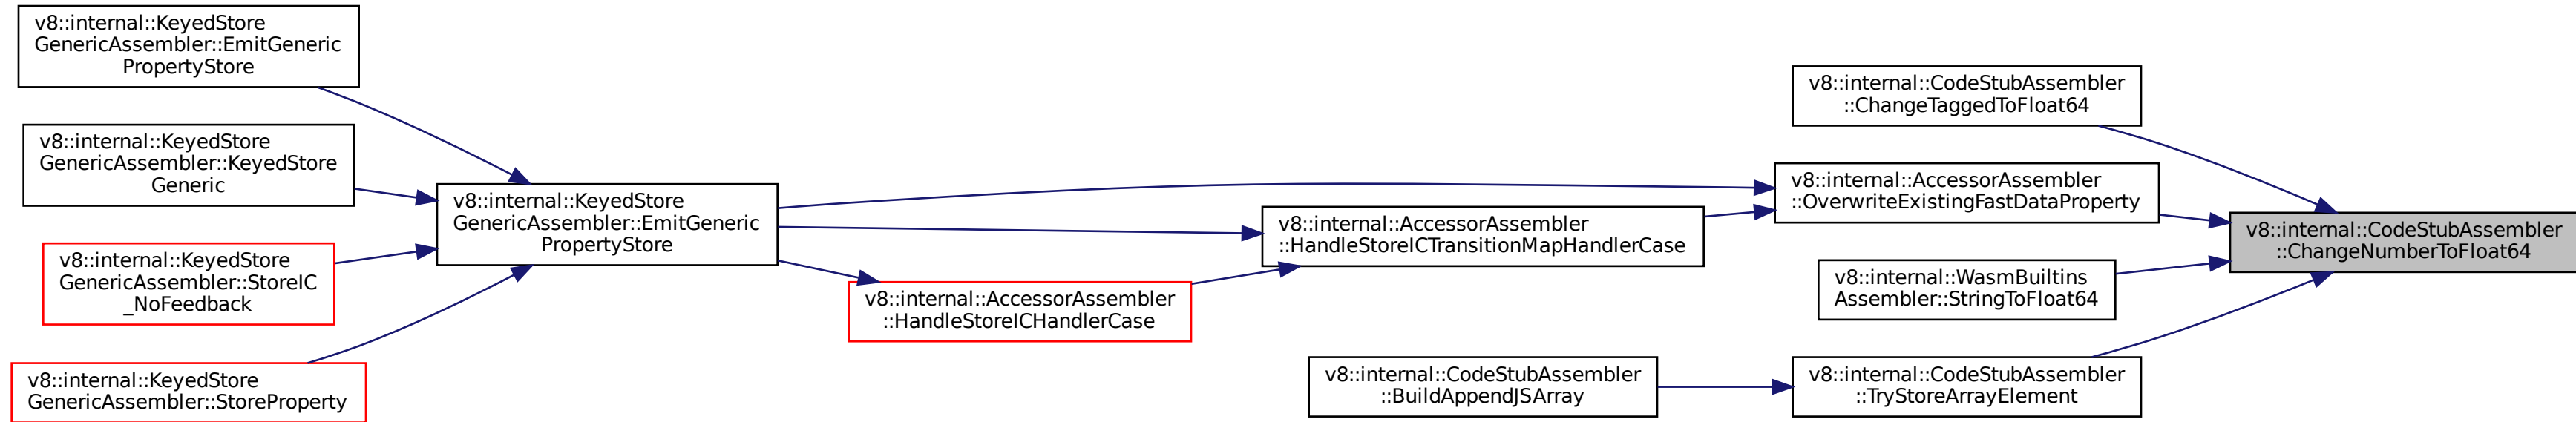 v8::internal::KeyedStore
GenericAssembler::EmitGeneric
PropertyStore
v8::internal::KeyedStore
GenericAssembler::KeyedStore
Generic
v8::internal::KeyedStore
GenericAssembler::StoreIC
_NoFeedback
v8::internal::KeyedStore
GenericAssembler::StoreProperty
v8::internal::KeyedStore
GenericAssembler::EmitGeneric
PropertyStore
v8::internal::AccessorAssembler
::HandleStoreICHandlerCase
v8::internal::AccessorAssembler
::HandleStoreICTransitionMapHandlerCase
v8::internal::CodeStubAssembler
::BuildAppendJSArray
v8::internal::CodeStubAssembler
::ChangeTaggedToFloat64
v8::internal::AccessorAssembler
::OverwriteExistingFastDataProperty
v8::internal::WasmBuiltins
Assembler::StringToFloat64
v8::internal::CodeStubAssembler
::TryStoreArrayElement
v8::internal::CodeStubAssembler
::ChangeNumberToFloat64